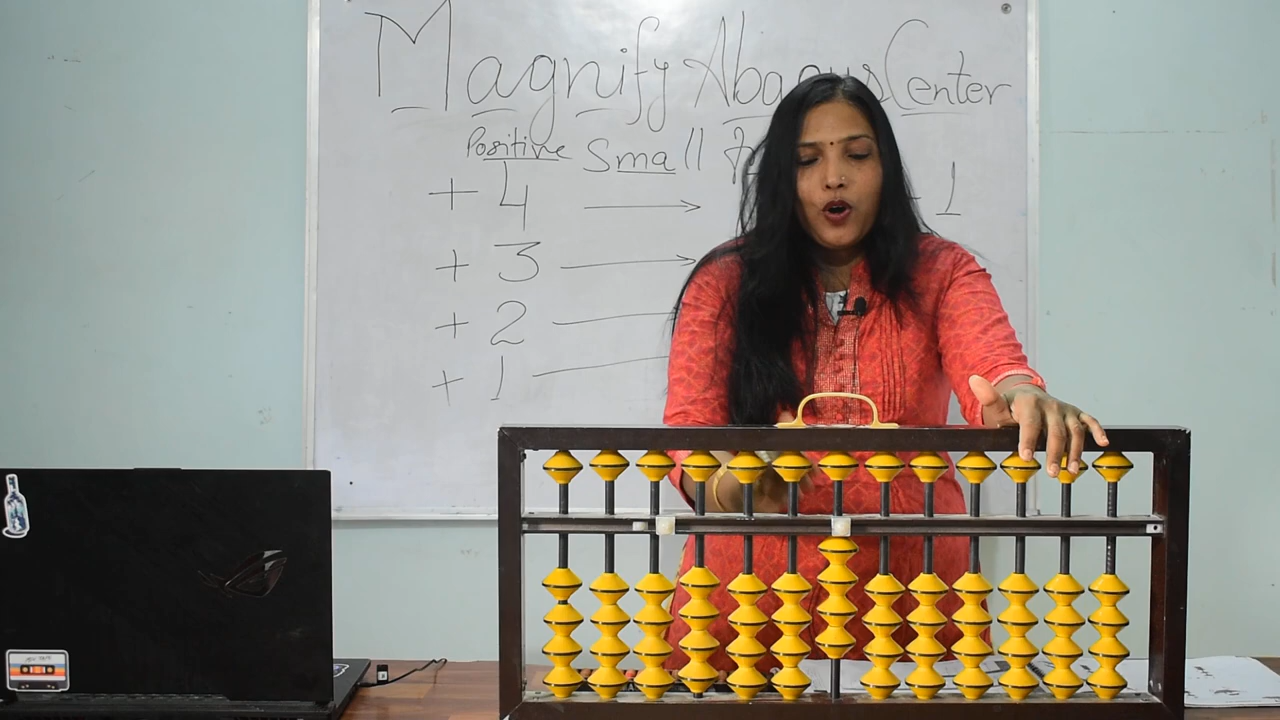 Magnify Abacus Center
Positive Small
+ 4 → 1
+ 3 →
+ 2
+ 1